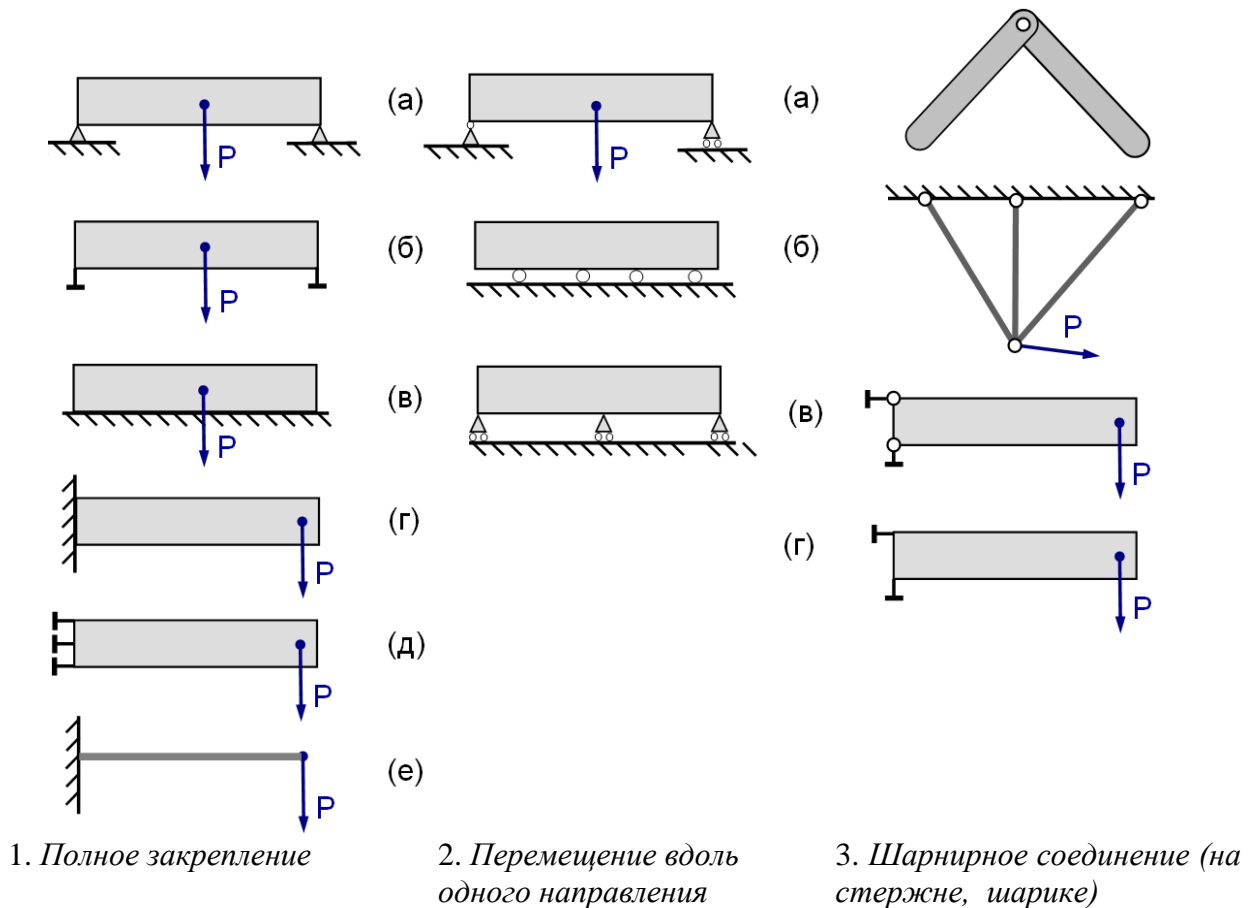 (а)
(а)
P
P
(б)
(б)
P
P
(в)
(в)
P
P
(г)
(г)
P
P
(д)
P
(е)
P
1. Полное закрепление
2. Перемещение вдоль
одного направления
3. Шарнирное соединение (на
стержне, шарике)